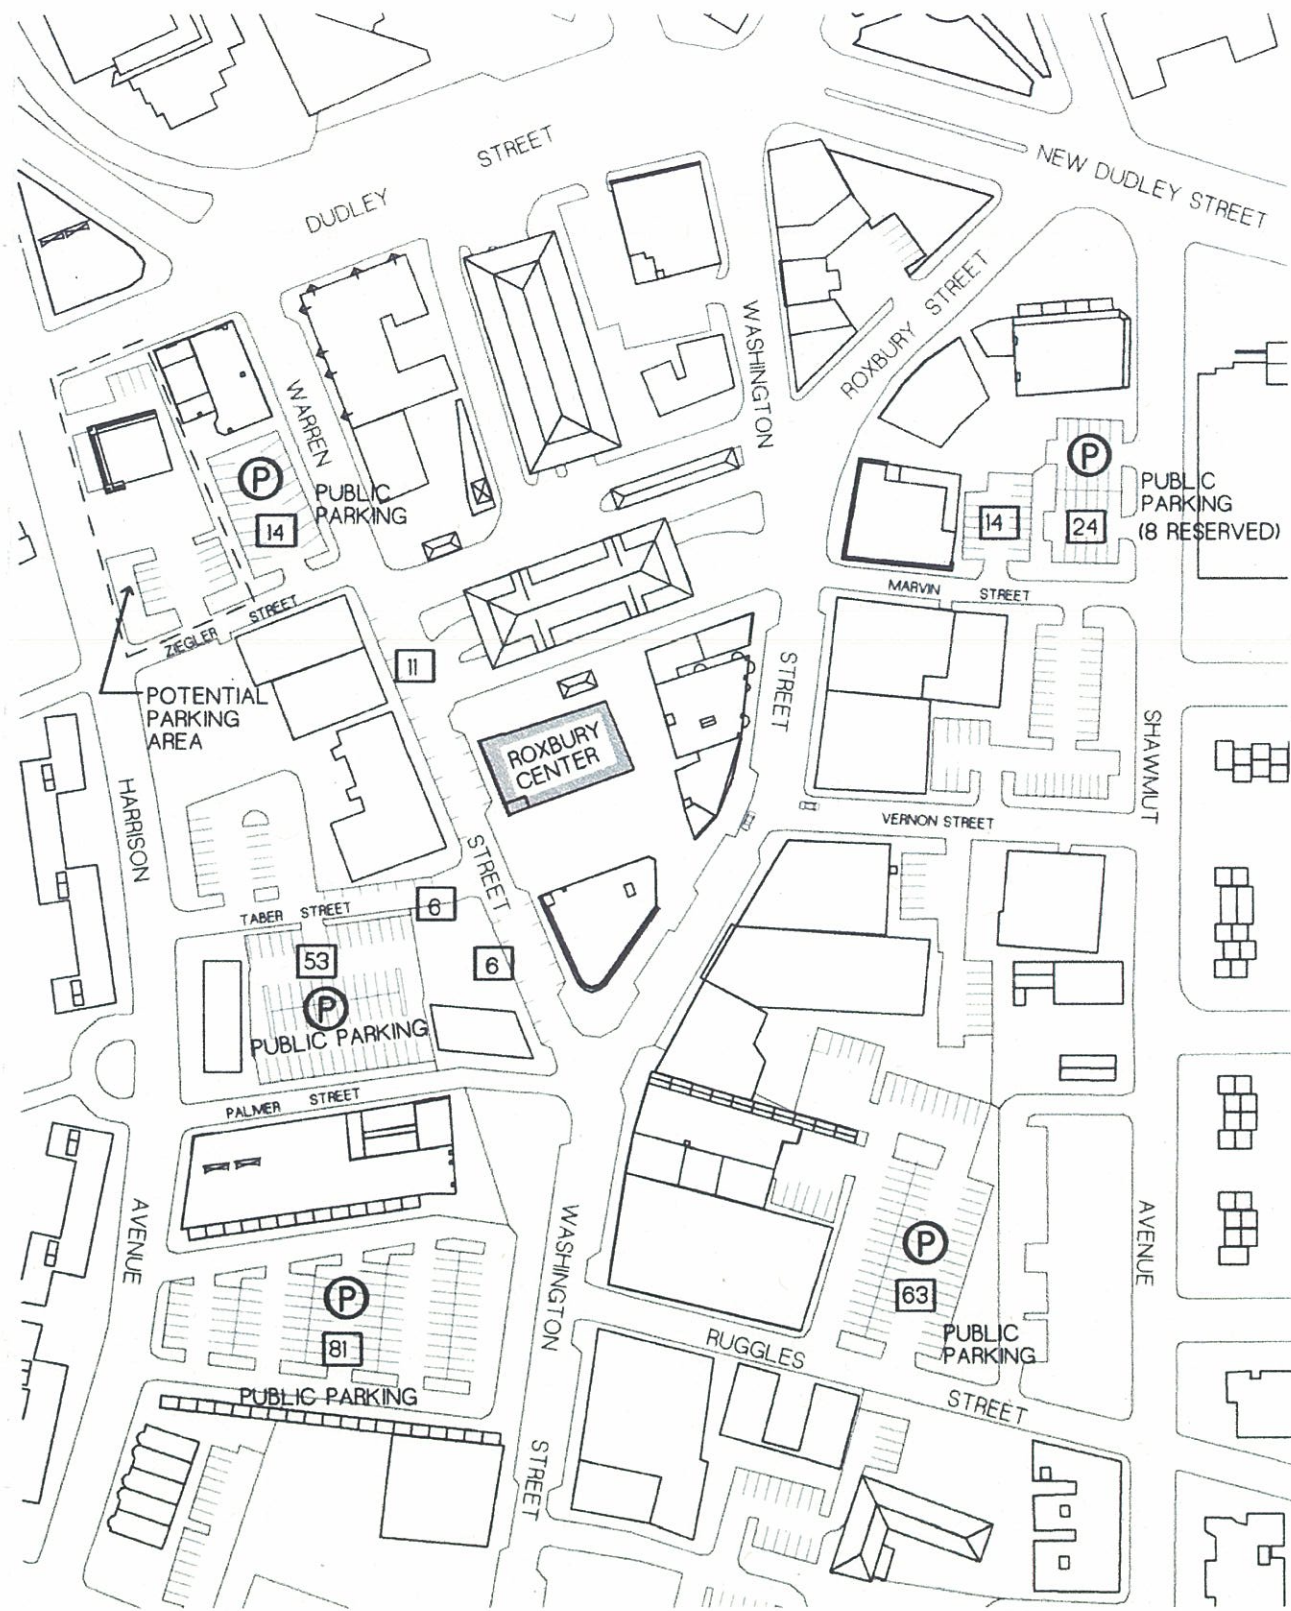 STREET
DUDLEY
NEW DUDLEY STREET
ROXBURY STREET
WASHINGTON
WARREN
P
PUBLIC
PARKING
14
P
PUBLIC
PARKING
(8 RESERVED)
14
24
MARVIN STREET
ZIEGLER STREET
11
POTENTIAL
PARKING
AREA
ROXBURY
CENTER
STREET
SHAWMUT
HARRISON
VERNON STREET
STREET
TABER STREET
6
53
6
P
PUBLIC PARKING
PALMER STREET
AVENUE
WASHINGTON
AVENUE
P
63
PUBLIC
PARKING
P
81
PUBLIC PARKING
RUGGLES
STREET
STREET